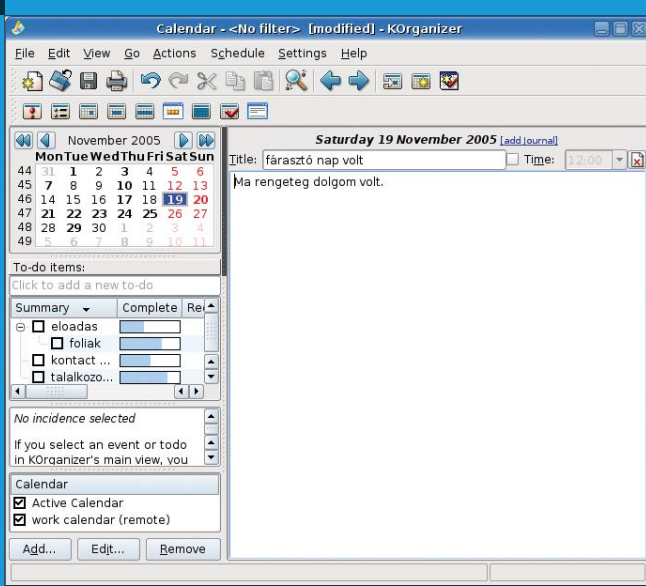 Calendar - <No filter> [modified] - KOrganizer
File Edit View Go Actions Schedule Settings Help
November 2005
Mon Tue Wed Thu Fri Sat Sun
44 31 1 2 3 4 5 6
45 7 8 9 10 11 12 13
46 14 15 16 17 18 19 20
47 21 22 23 24 25 26 27
48 28 29 30 1 2 3 4
49 5 6 7 8 9 10 11
To-do items:
Click to add a new to-do
Summary Complete Re
eloadas
foliak
kontact ...
talalkozo...
No incidence selected
If you select an event or todo
in KOrganizer's main view, you
Calendar
Active Calendar
work calendar (remote)
Add... Edit... Remove
Saturday 19 November 2005 [add Journal]
Title: fárasztó nap volt Time: 12:00
Ma rengeteg dolgom volt.